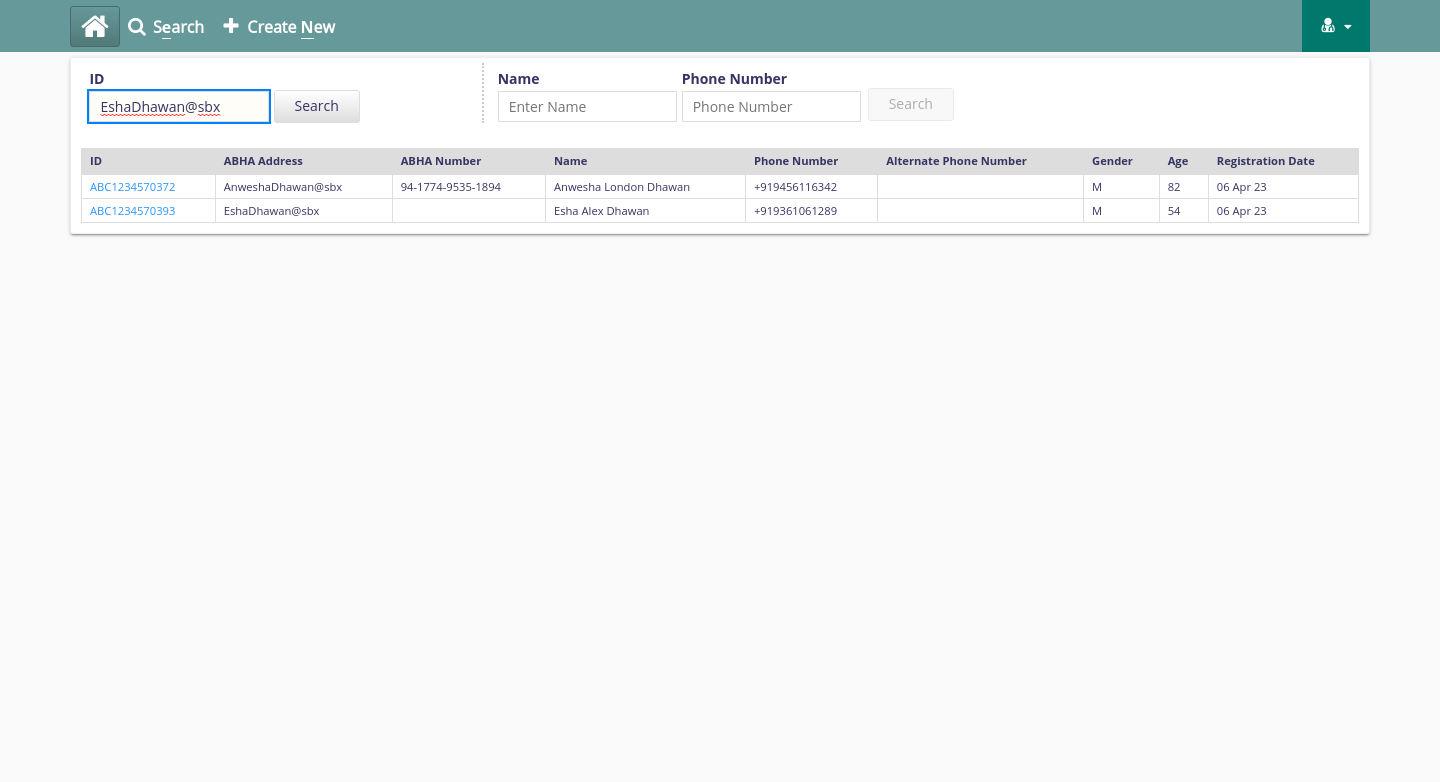 Search Create New
ID Name Phone Number
EshaDhawan@sbx Search Enter Name Phone Number Search
ID ABHA Address ABHA Number Name Phone Number Alternate Phone Number Gender Age Registration Date
ABC1234570372 AnweshaDhawan@sbx 94-1774-9535-1894 Anwesha London Dhawan +919456116342 M 82 06 Apr 23
ABC1234570393 EshaDhawan@sbx Esha Alex Dhawan +919361061289 M 54 06 Apr 23